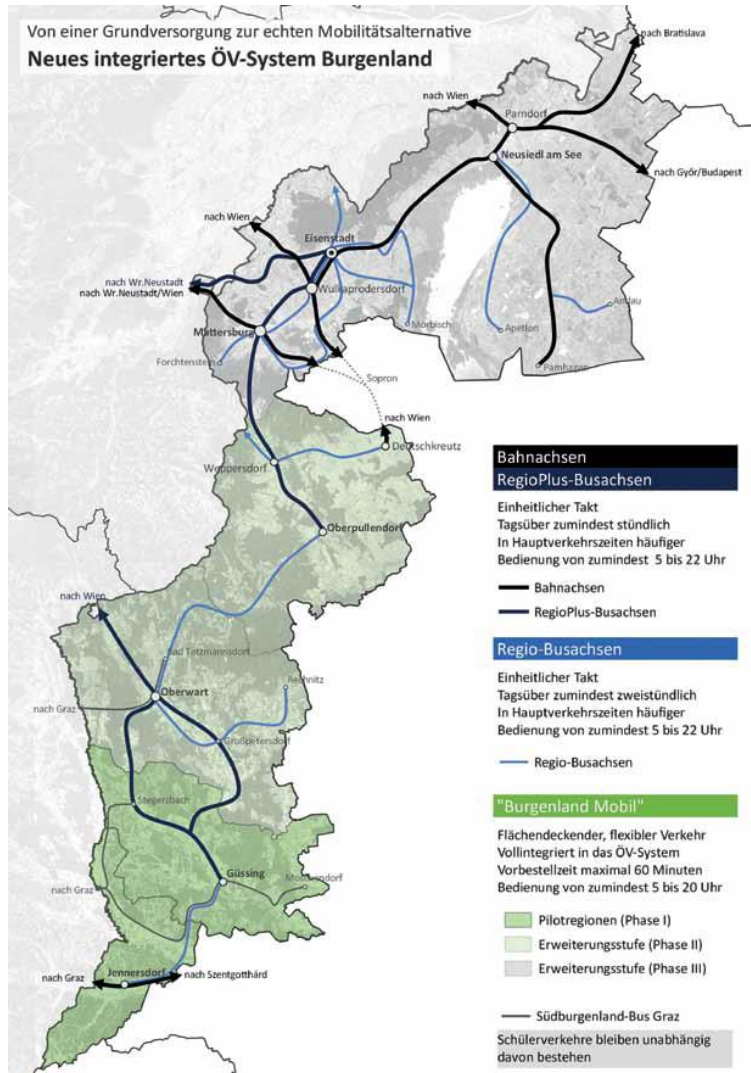 Von einer Grundversorgung zur echten Mobilitätsalternative
Neues integriertes ÖV-System Burgenland
nach Bratislava
nach Wien
Parndorf
Neusiedl am See
nach Győr/Budapest
nach Wien
Eisenstadt
nach Wr.Neustadt
nach Wr.Neustadt/Wien
Wulkaprodersdorf
Andau
Mattersburg
Mörbisch
Apetlon
Forchtenstein
Pamhagen
Sopron
nach Wien
Deutschkreutz
Weppersdorf
Oberpullendorf
nach Wien
Bad Tatzmannsdorf
Rechnitz
Oberwart
nach Graz
Großpetersdorf
Stegersbach
Güssing
nach Graz
Jennersdorf
nach Szentgotthárd
nach Graz
Bahnachsen
RegioPlus-Busachsen
Einheitlicher Takt
Tagsüber zumindest stündlich
In Hauptverkehrszeiten häufiger
Bedienung von zumindest 5 bis 22 Uhr
Bahnachsen
RegioPlus-Busachsen
Regio-Busachsen
Einheitlicher Takt
Tagsüber zumindest zweistündlich
In Hauptverkehrszeiten häufiger
Bedienung von zumindest 5 bis 22 Uhr
Regio-Busachsen
"Burgenland Mobil"
Flächendeckender, flexibler Verkehr
Vollintegriert in das ÖV-System
Vorbestellzeit maximal 60 Minuten
Bedienung von zumindest 5 bis 20 Uhr
Pilotregionen (Phase I)
Erweiterungsstufe (Phase II)
Erweiterungsstufe (Phase III)
Südburgenland-Bus Graz
Schülerverkehre bleiben unabhängig
davon bestehen